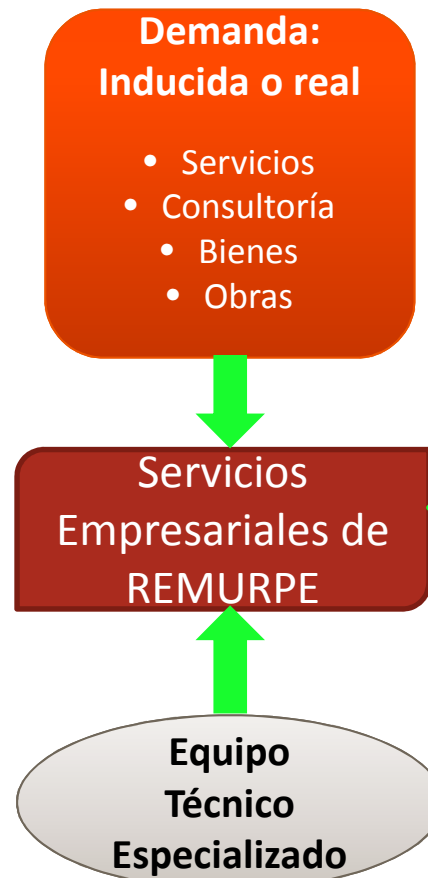 Demanda:
Inducida o real
• Servicios
• Consultoría
• Bienes
• Obras
Servicios
Empresariales de
REMURPE
Equipo
Técnico
Especializado